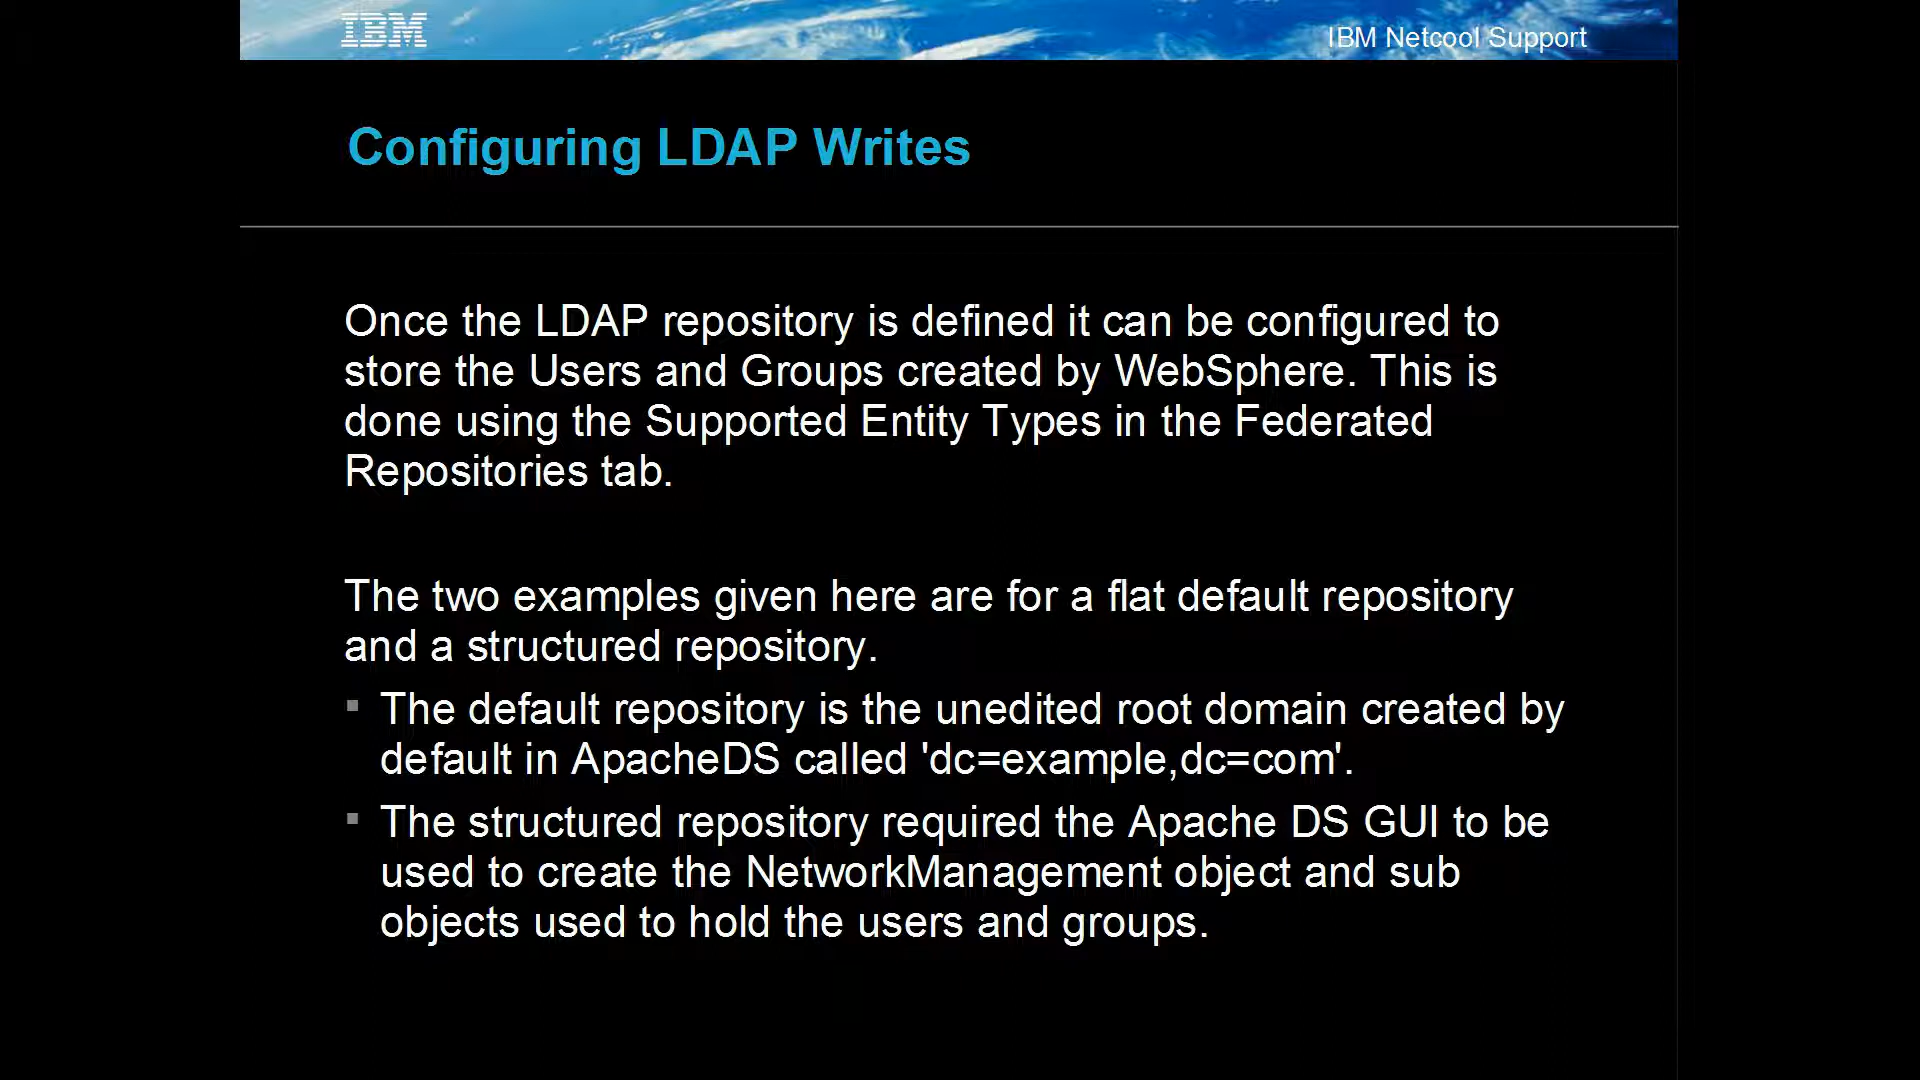 IBM
IBM Netcool Support
Configuring LDAP Writes
Once the LDAP repository is defined it can be configured to
store the Users and Groups created by WebSphere. This is
done using the Supported Entity Types in the Federated
Repositories tab.
The two examples given here are for a flat default repository
and a structured repository.
▪ The default repository is the unedited root domain created by
default in ApacheDS called 'dc=example,dc=com'.
▪ The structured repository required the Apache DS GUI to be
used to create the NetworkManagement object and sub
objects used to hold the users and groups.